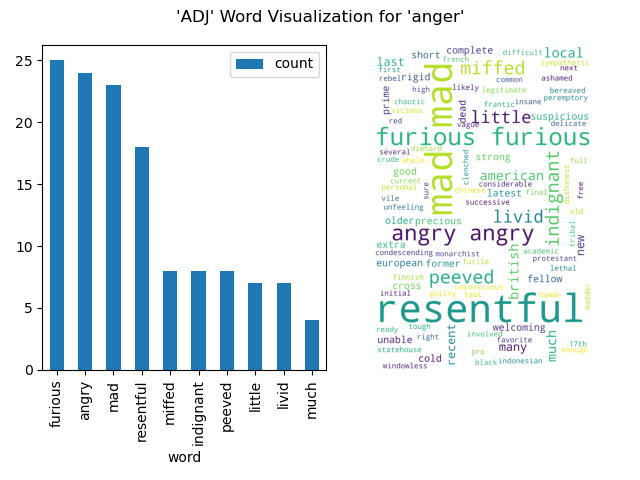 'ADJ' Word Visualization for 'anger'
count
25
20
15
10
5
0
furious
angry
mad
resentful
miffed
indignant
peeved
little
livid
much
word
short
complete
difficult
local
last
french
sympathetic
first
miffed
next
rebel
rigid
common
ashamed
high
likely
legitimate
bereaved
prime
mad
peremptory
chaotic
dead
frantic
insane
vicious
little
suspicious
red
vague
delicate
furious furious
several
diehard
crude
whole
mad
clenched
strong
indignant
full
good
american
dishonest
current
sure
chinese
considerable
personal
latest
final
free
vile
successive
unfeeling
livid
old
older
precious
tribal
angry angry
new
extra
british
academic
condescending
monarchist
protestant
european
former
futile
lethal
finnish
peeved
fellow
cross
unconscious
initial
guilty
taut
human
madder
resentful
ready
tough
welcoming
right
involved
favorite
much
unable
recent
many
17th
statehouse
pro
enough
cold
black
indonesian
windowless